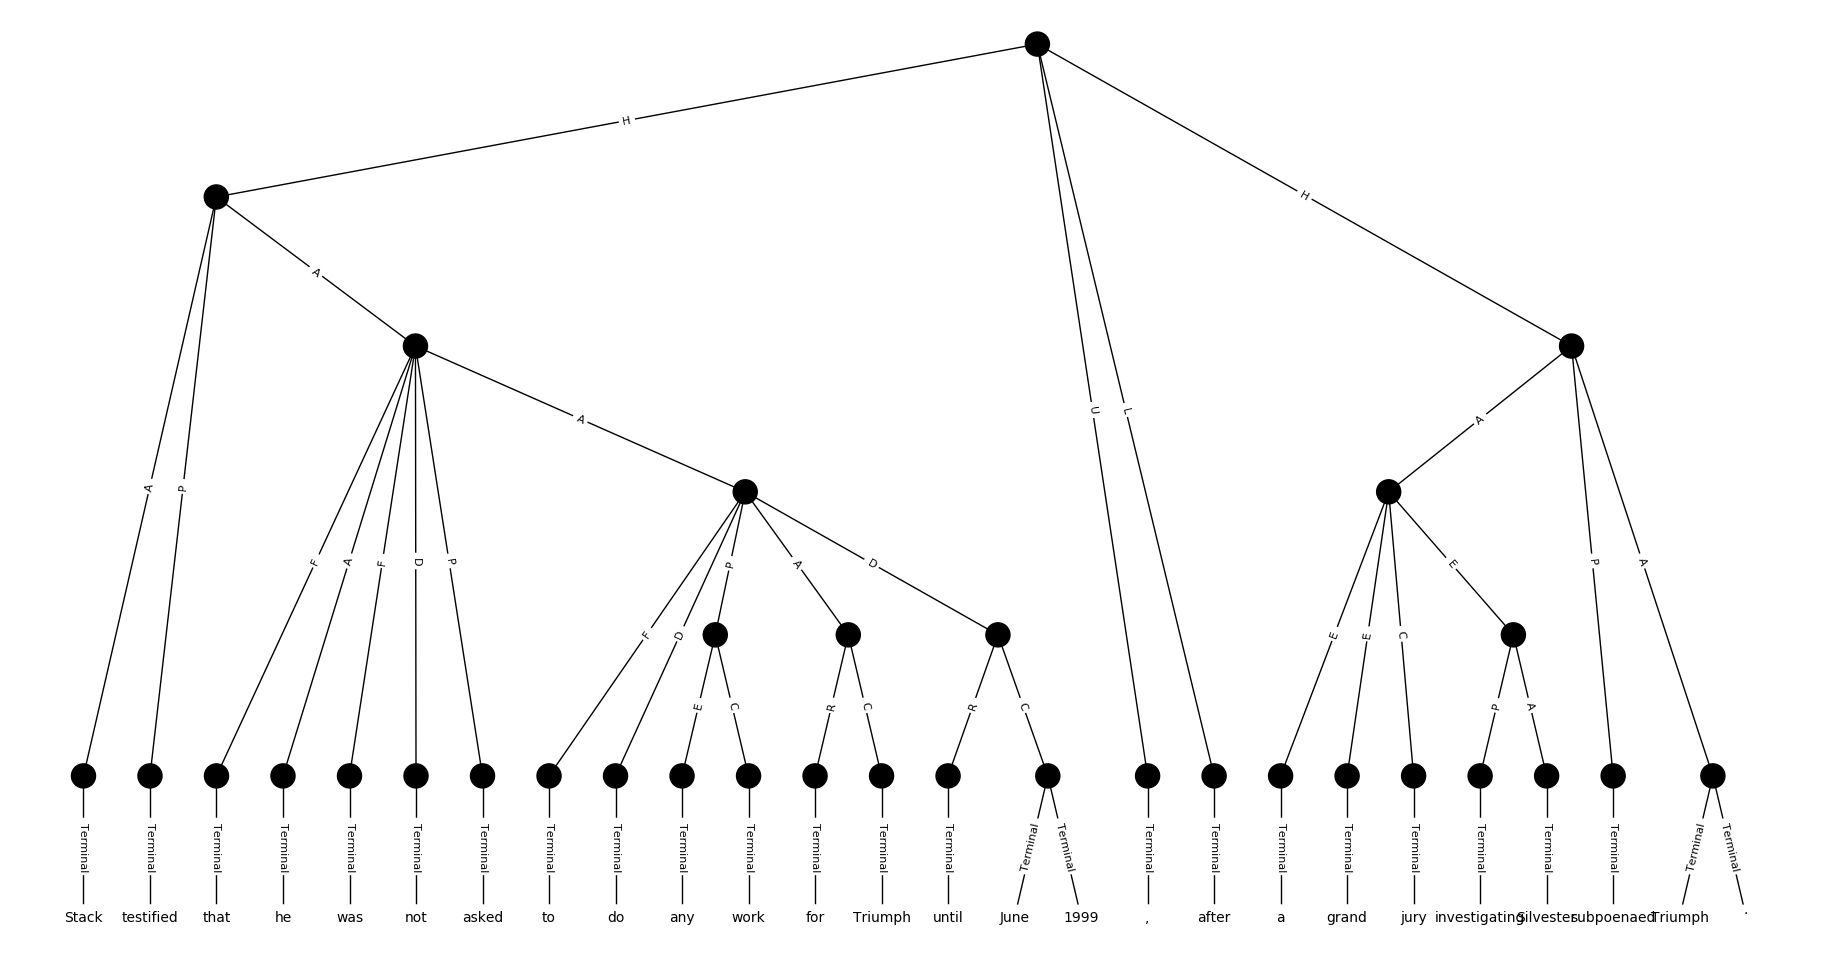 H
H
A
A
A
U
L
A
P
A
P
F
A
F
D
P
P
A
D
E
P
A
F
D
E
E
C
E
C
R
C
R
C
P
A
Terminal Terminal Terminal Terminal Terminal Terminal Terminal Terminal Terminal Terminal Terminal Terminal Terminal Terminal Terminal Terminal Terminal Terminal Terminal Terminal Terminal Terminal Terminal Terminal Terminal Terminal
Stack testified that he was not asked to do any work for Triumph until June 1999 , after a grand jury investigating Silvester subpoenaed Triumph .